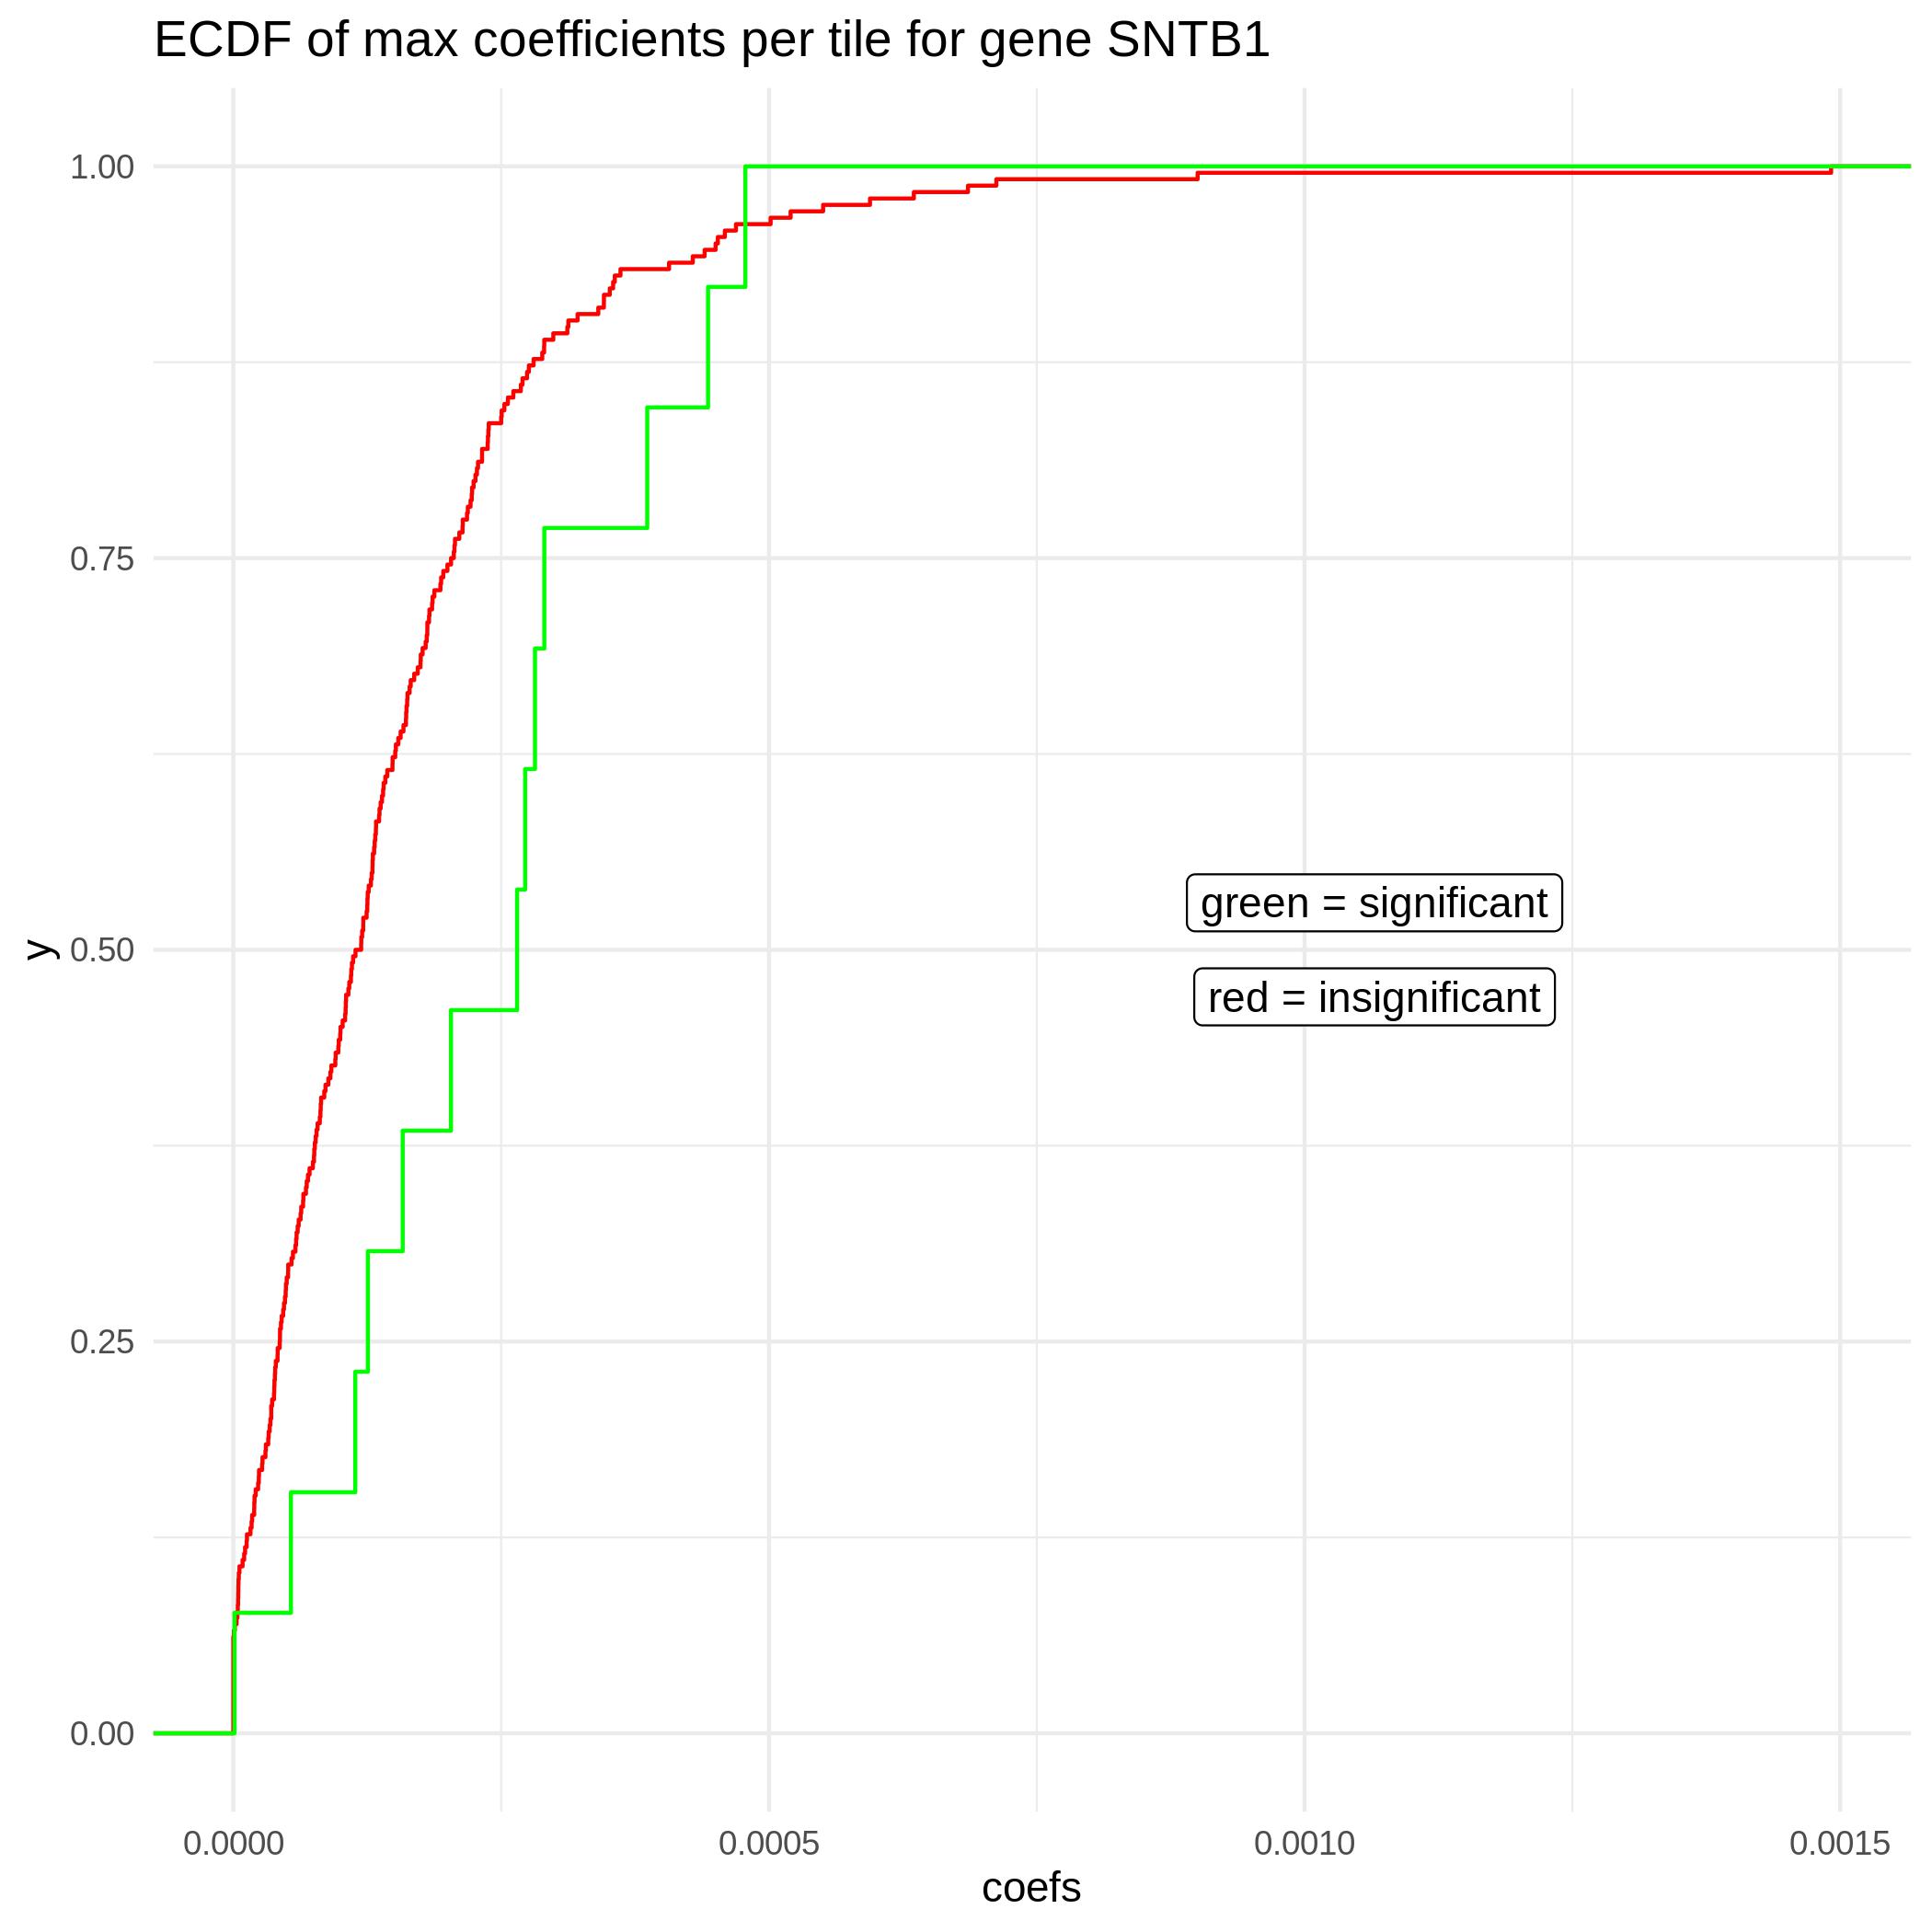 ECDF of max coefficients per tile for gene SNTB1
1.00
0.75
0.50
0.25
0.00
y
green = significant
red = insignificant
0.0000
0.0005
0.0010
0.0015
coefs